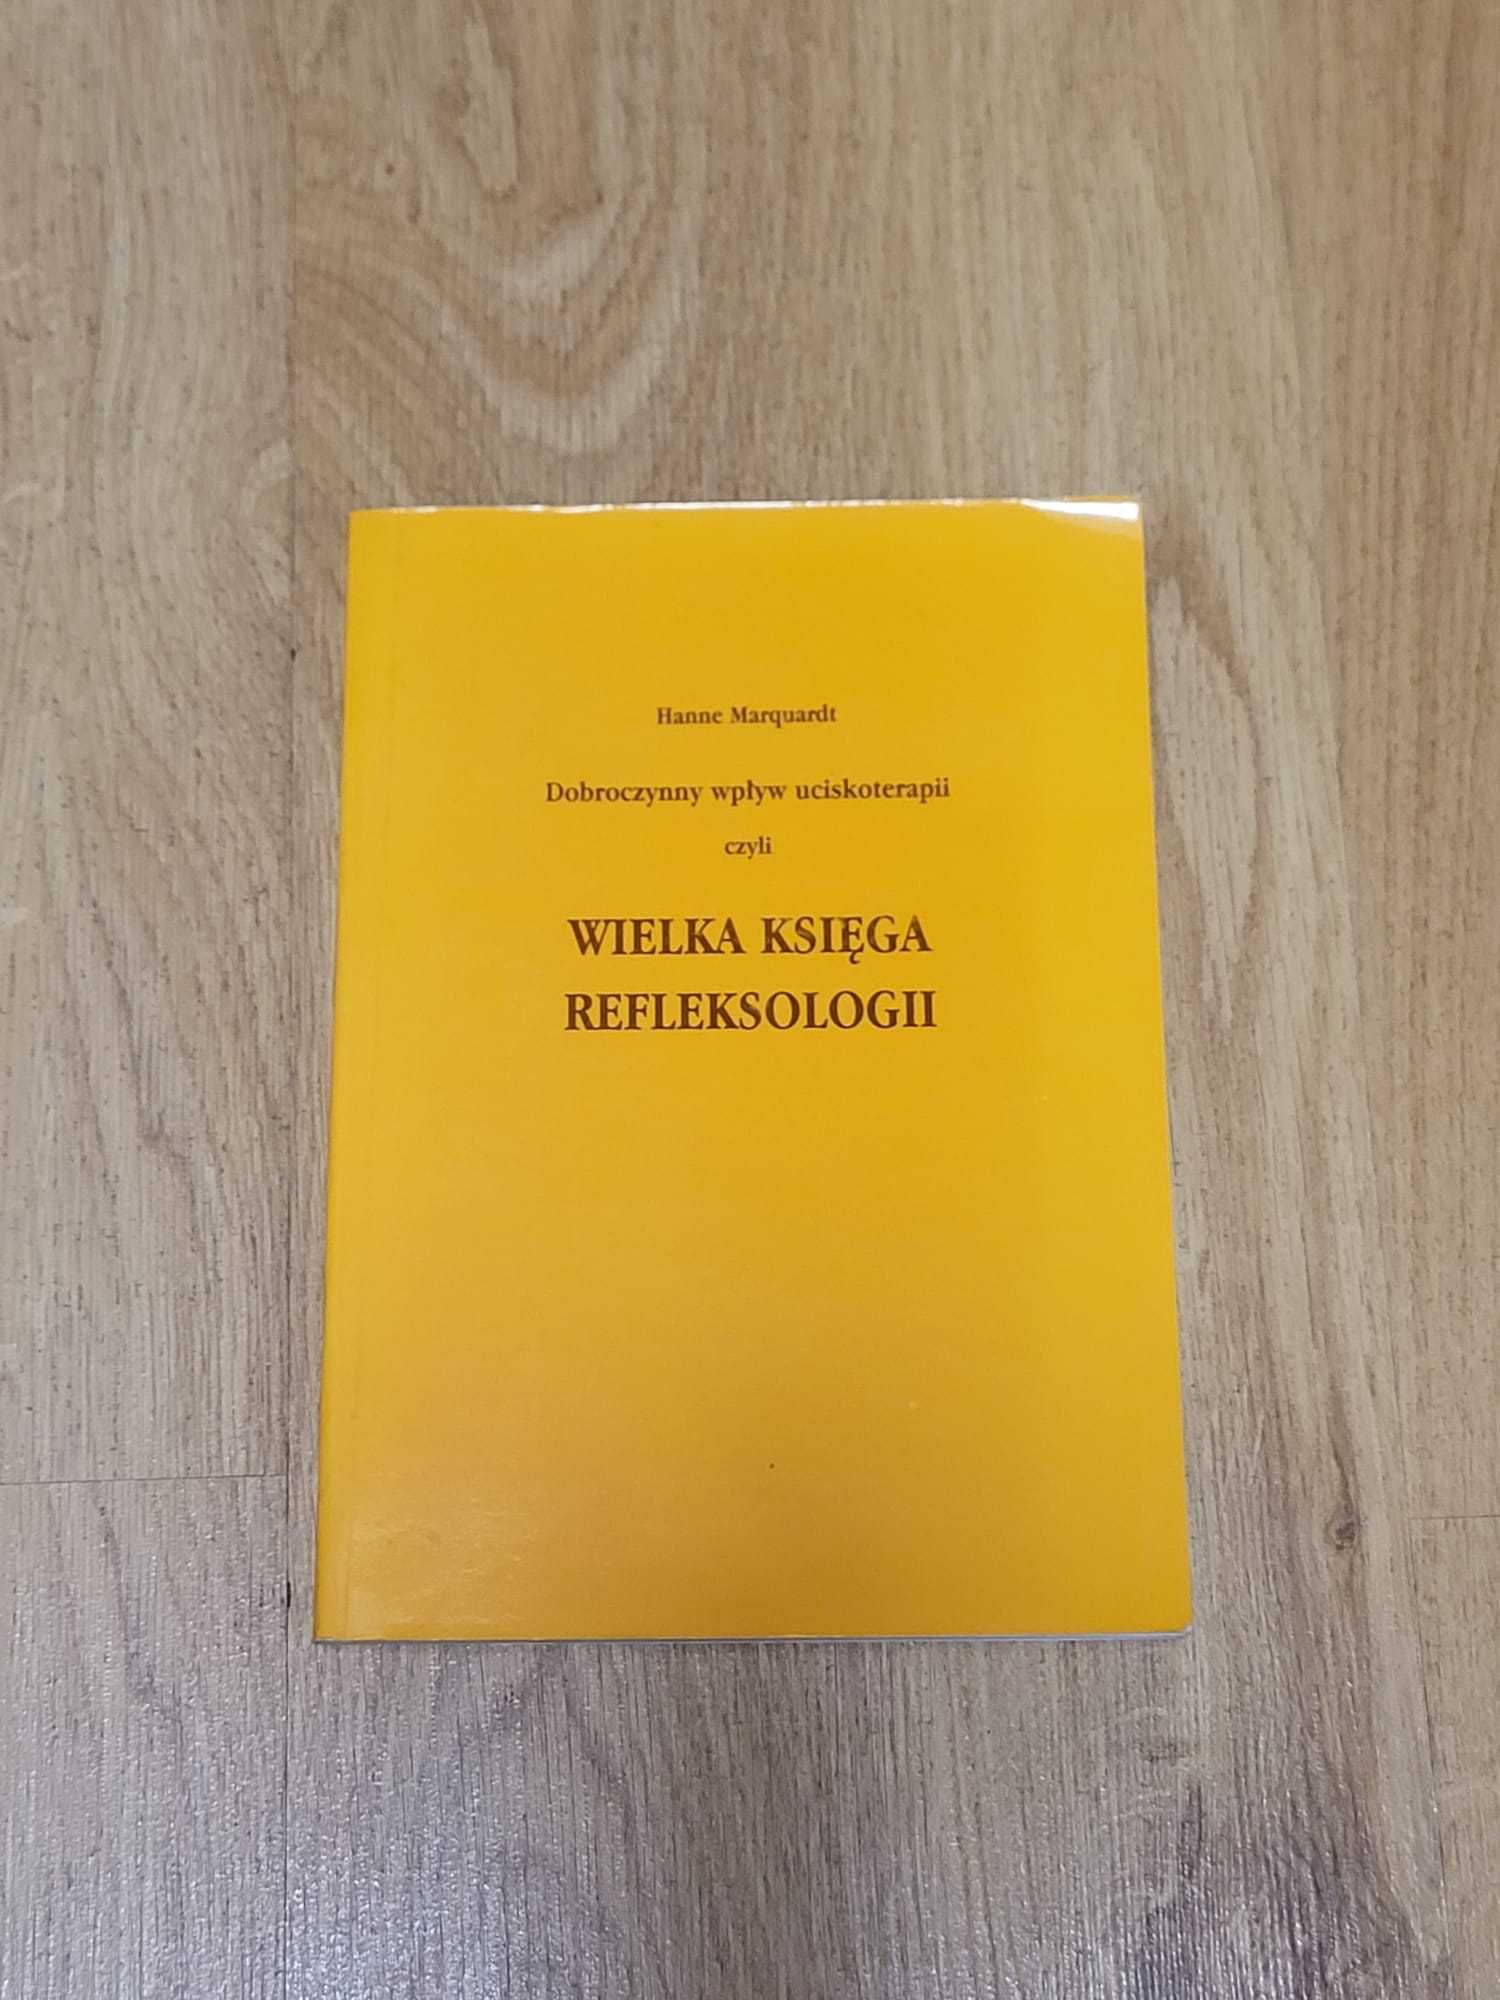 Hanne Marquardt
Dobroczynny wpływ uciskoterapii
czyli
WIELKA KSIĘGA
REFLEKSOLOGII